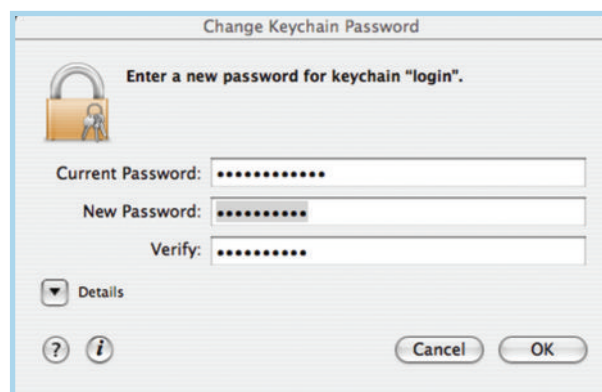 Change Keychain Password
Enter a new password for keychain “login”.
Current Password: ••••••••••••
New Password: ••••••••••
Verify: ••••••••••
Details
? i Cancel OK